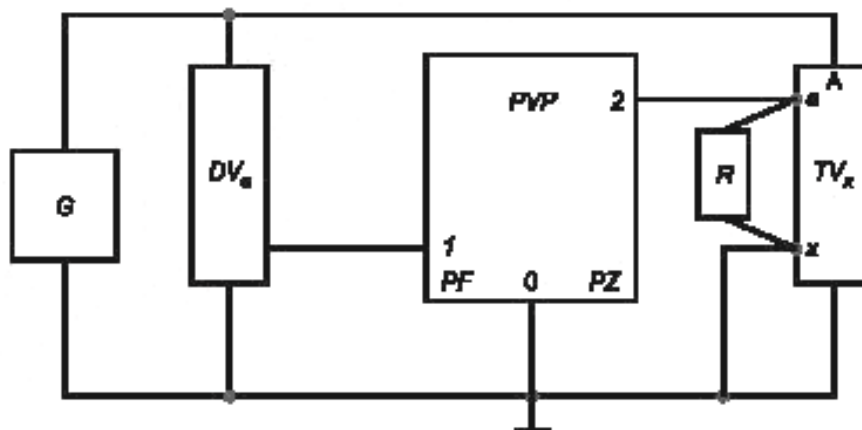 A
PVP 2 a
G DVe R TVx
1 x
PF 0 PZ